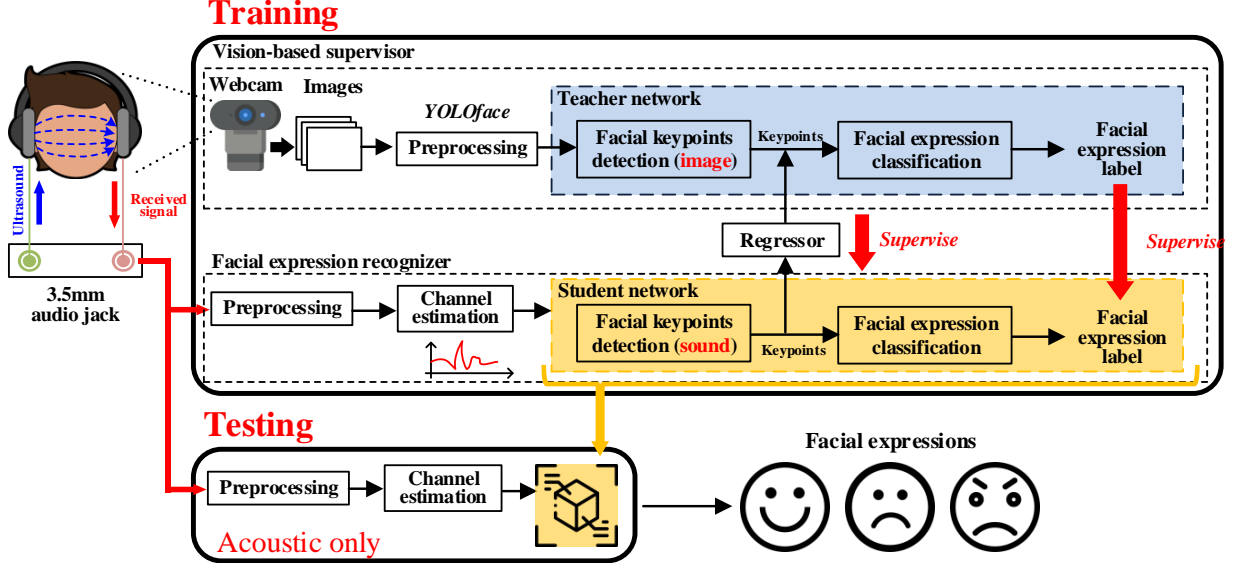 Training
Vision-based supervisor
Webcam
Images
YOLOface
Preprocessing
Teacher network
Facial keypoints
detection (image)
Keypoints
Facial expression
classification
Facial
expression
label
Ultrasound
Received
signal
3.5mm
audio jack
Regressor
Supervise
Supervise
Facial expression recognizer
Preprocessing
Channel
estimation
Student network
Facial keypoints
detection (sound)
Keypoints
Facial expression
classification
Facial
expression
label
Testing
Preprocessing
Channel
estimation
Acoustic only
Facial expressions